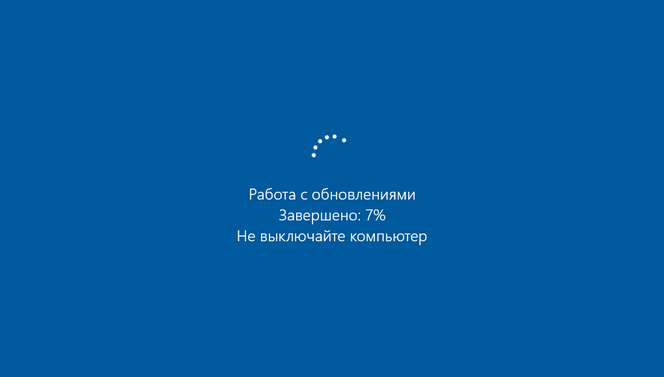 Работа с обновлениями
Завершено: 7%
Не выключайте компьютер